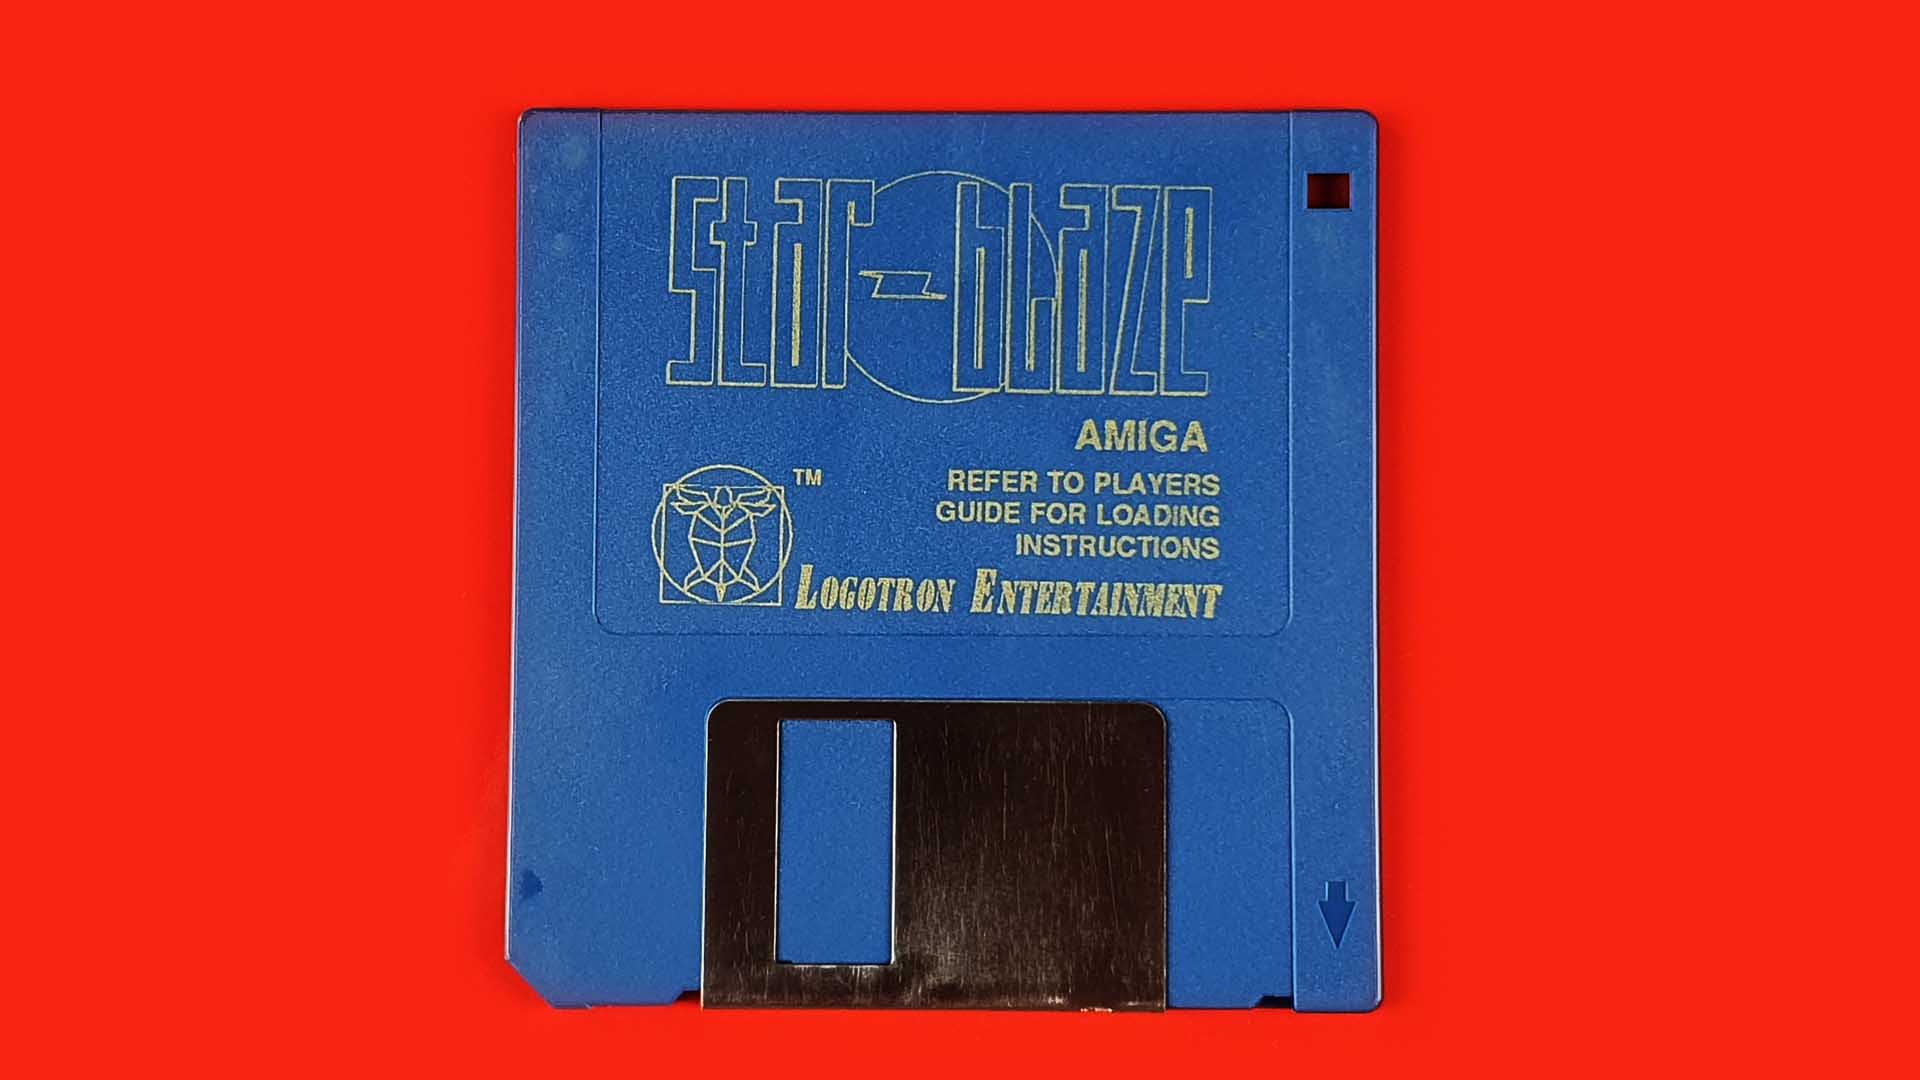 Star-blaze
AMIGA
TM
REFER TO PLAYERS
GUIDE FOR LOADING
INSTRUCTIONS
LOGOTRON ENTERTAINMENT